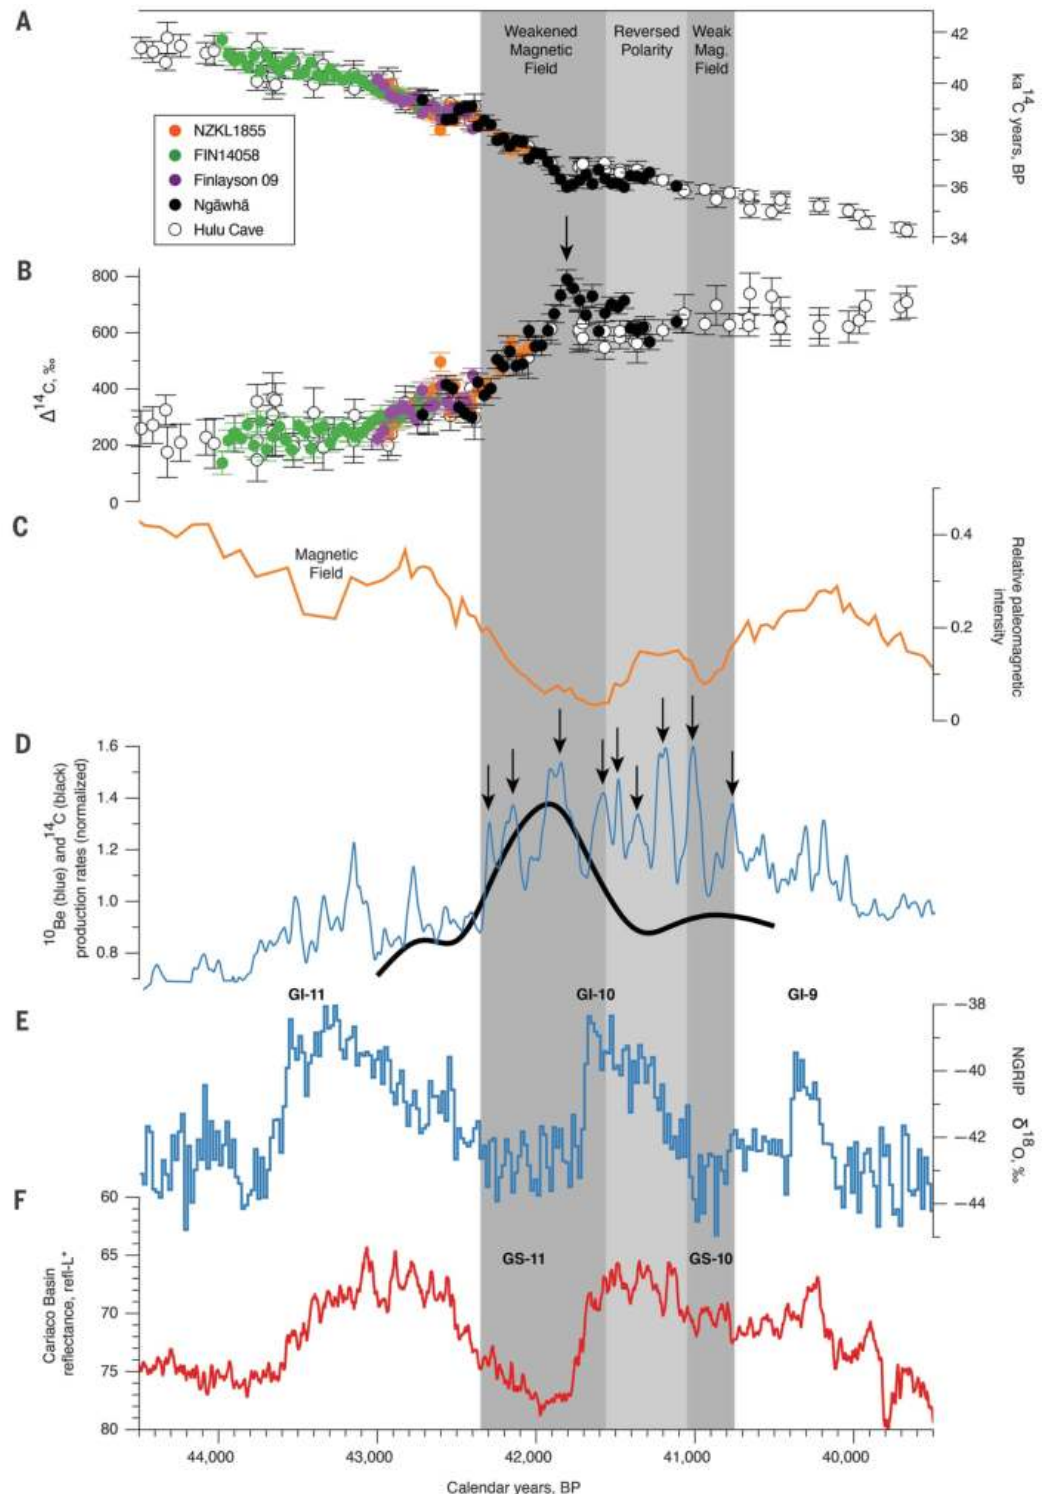 A
Weakened
Magnetic
Field
Reversed
Polarity
Weak
Mag.
Field
42
40
38
36
34
ka ¹⁴C years, BP
NZKL1855
FIN14058
Finlayson 09
Ngāwhā
Hulu Cave
B
800
600
400
200
0
Δ¹⁴C, ‰
C
Magnetic
Field
0.4
0.2
0
Relative paleomagnetic
intensity
D
1.6
1.4
1.2
1.0
0.8
¹⁰Be (blue) and ¹⁴C (black)
production rates (normalized)
GI-11
GI-10
GI-9
E
−38
−40
−42
−44
NGRIP δ¹⁸O, ‰
F
60
65
70
75
80
GS-11
GS-10
Cariaco Basin
reflectance, refl-L*
44,000
43,000
42,000
41,000
40,000
Calendar years, BP